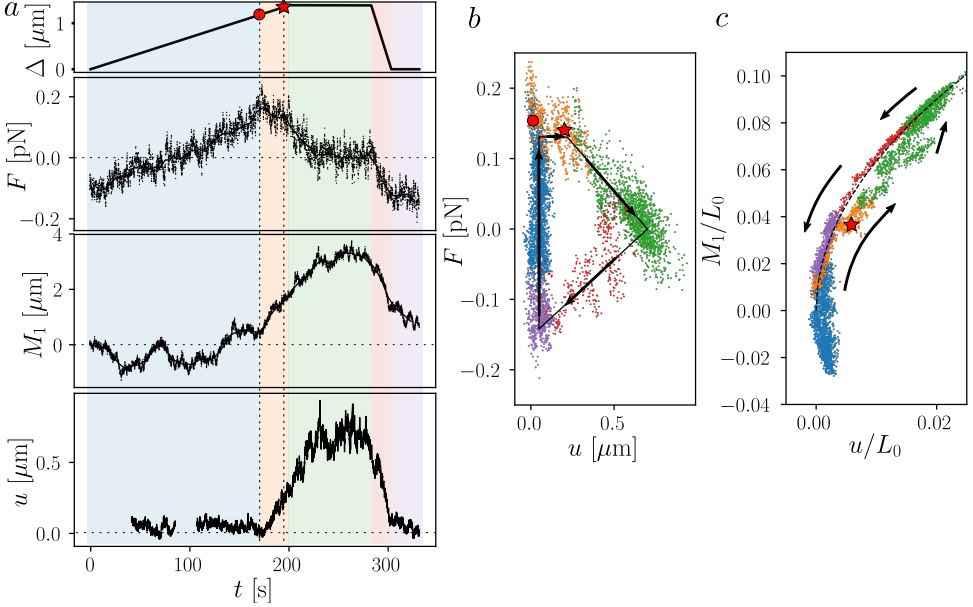 a
Δ [μm]
1
0
F [pN]
0.2
0.0
−0.2
M₁ [μm]
4
2
0
u [μm]
0.5
0.0
0 100 200 300
t [s]
b
F [pN]
0.2
0.1
0.0
−0.1
−0.2
0.0 0.5
u [μm]
c
M₁/L₀
0.10
0.08
0.06
0.04
0.02
0.00
−0.02
−0.04
0.00 0.02
u/L₀